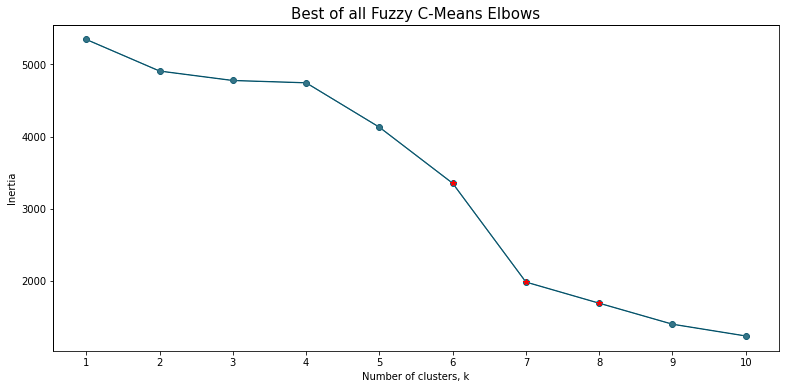 Best of all Fuzzy C-Means Elbows
5000
4000
3000
2000
Inertia
1 2 3 4 5 6 7 8 9 10
Number of clusters, k